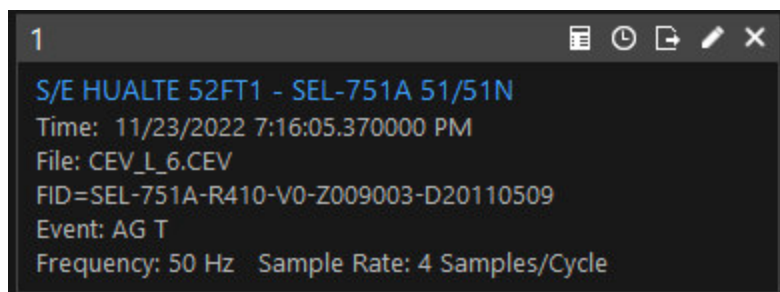 1
S/E HUALTE 52FT1 - SEL-751A 51/51N
Time: 11/23/2022 7:16:05.370000 PM
File: CEV_L_6.CEV
FID=SEL-751A-R410-V0-Z009003-D20110509
Event: AG T
Frequency: 50 Hz Sample Rate: 4 Samples/Cycle